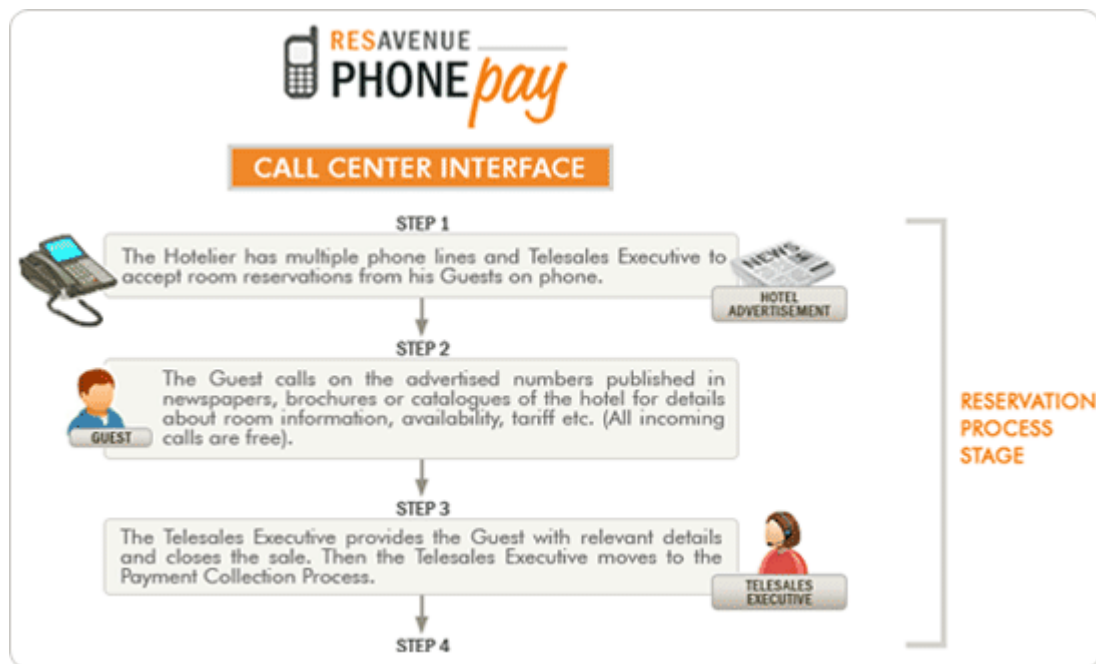 RESAVENUE
PHONEpay
CALL CENTER INTERFACE
STEP 1
The Hotelier has multiple phone lines and Telesales Executive to
accept room reservations from his Guests on phone.
NEWS
HOTEL
ADVERTISEMENT
STEP 2
The Guest calls on the advertised numbers published in
newspapers, brochures or catalogues of the hotel for details
about room information, availability, tariff etc. (All incoming
calls are free).
GUEST
RESERVATION
PROCESS
STAGE
STEP 3
The Telesales Executive provides the Guest with relevant details
and closes the sale. Then the Telesales Executive moves to the
Payment Collection Process.
TELESALES
EXECUTIVE
STEP 4